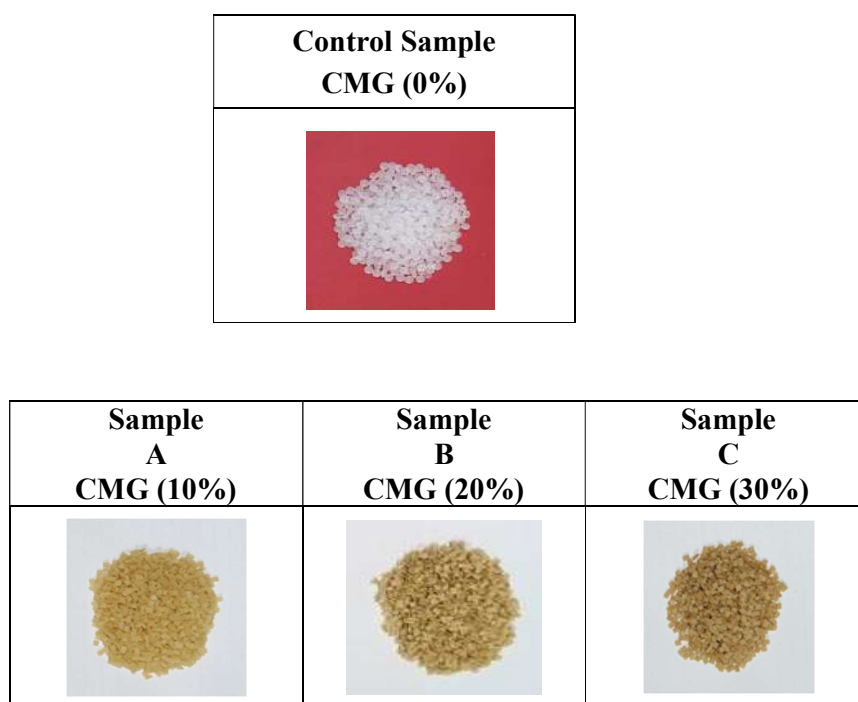 Control Sample
CMG (0%)
Sample
A
CMG (10%)
Sample
B
CMG (20%)
Sample
C
CMG (30%)